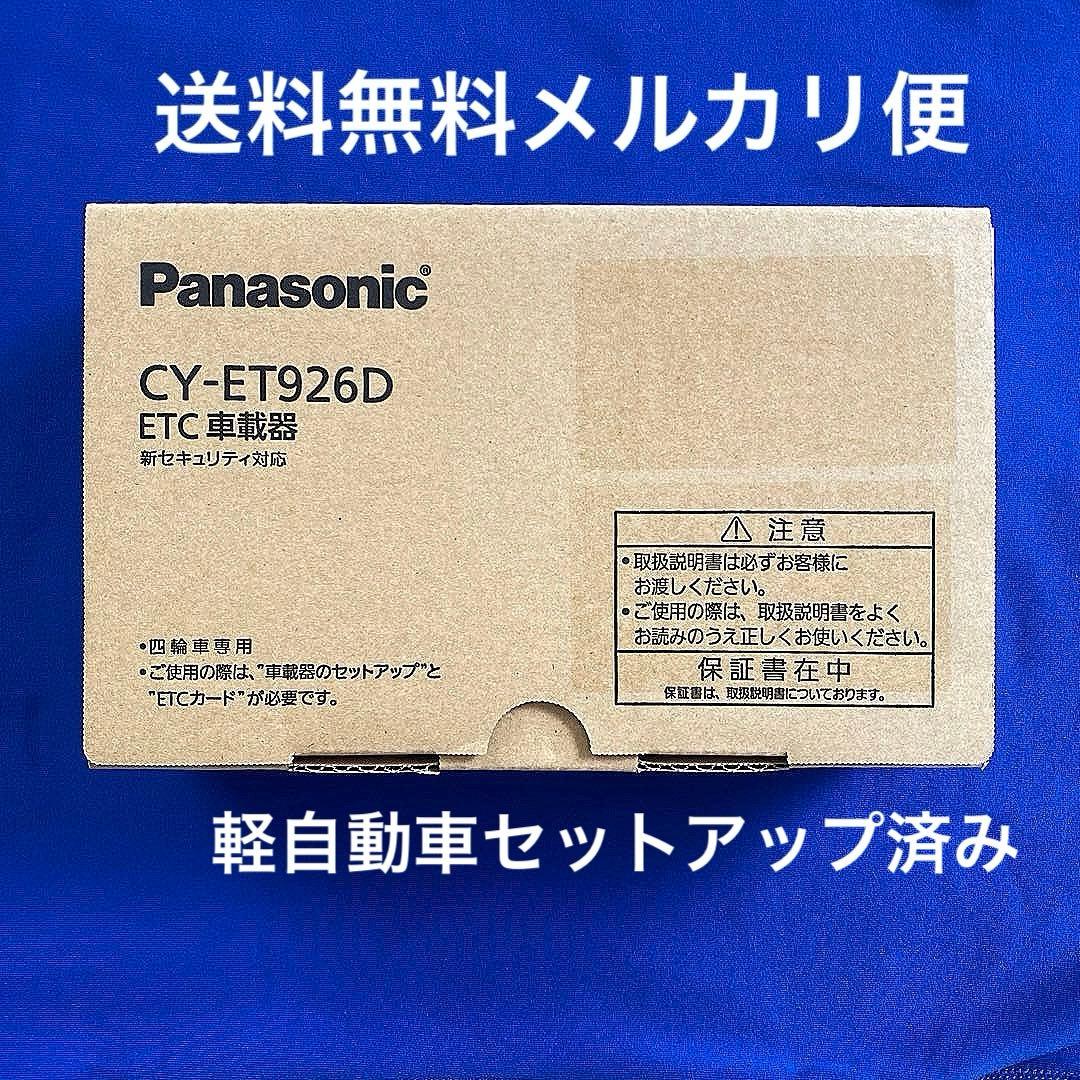 送料無料メルカリ便
Panasonic®
CY-ET926D
ETC車載器
新セキュリティ対応
•四輪車専用
•ご使用の際は、"車載器のセットアップ"と
"ETCカード"が必要です。
⚠ 注意
•取扱説明書は必ずお客様に
お渡しください。
•ご使用の際は、取扱説明書をよく
お読みのうえ正しくお使いください。
保証書在中
保証書は、取扱説明書についております。
軽自動車セットアップ済み